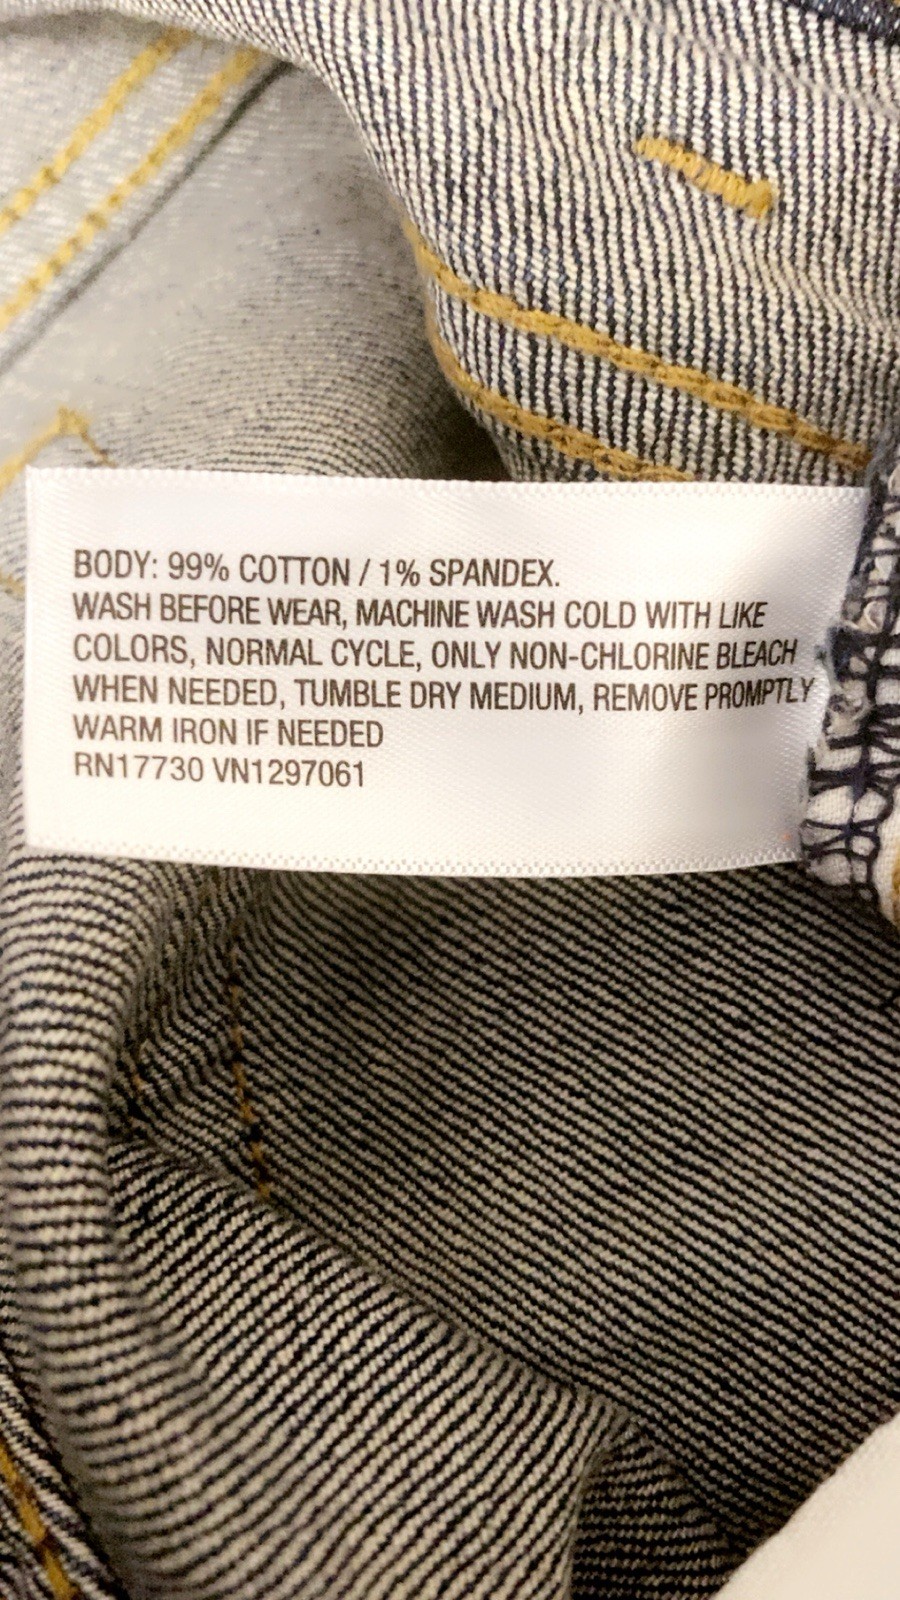 BODY: 99% COTTON / 1% SPANDEX.
WASH BEFORE WEAR, MACHINE WASH COLD WITH LIKE
COLORS, NORMAL CYCLE, ONLY NON-CHLORINE BLEACH
WHEN NEEDED, TUMBLE DRY MEDIUM, REMOVE PROMPTLY
WARM IRON IF NEEDED
RN17730 VN1297061